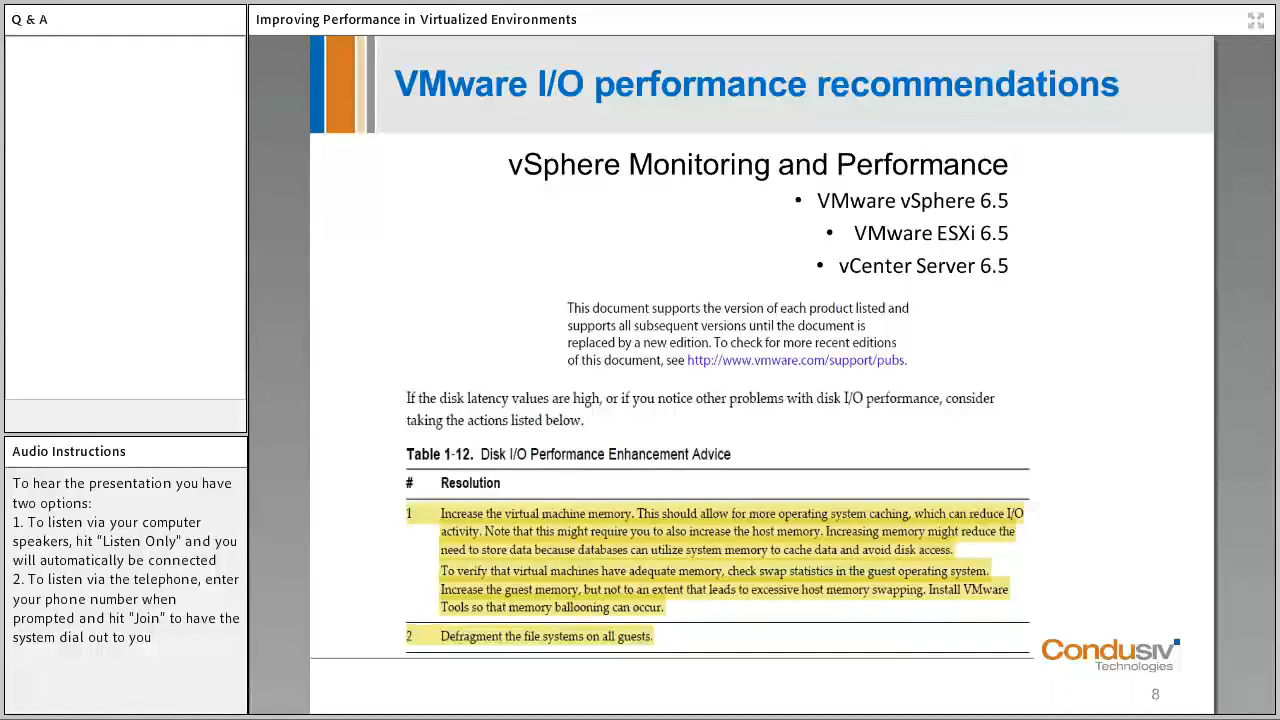 Q & A
Improving Performance in Virtualized Environments
VMware I/O performance recommendations
vSphere Monitoring and Performance
• VMware vSphere 6.5
• VMware ESXi 6.5
• vCenter Server 6.5
This document supports the version of each product listed and
supports all subsequent versions until the document is
replaced by a new edition. To check for more recent editions
of this document, see http://www.vmware.com/support/pubs.
If the disk latency values are high, or if you notice other problems with disk I/O performance, consider
taking the actions listed below.
Table 1-12. Disk I/O Performance Enhancement Advice
# Resolution
1 Increase the virtual machine memory. This should allow for more operating system caching, which can reduce I/O
activity. Note that this might require you to also increase the host memory. Increasing memory might reduce the
need to store data because databases can utilize system memory to cache data and avoid disk access.
To verify that virtual machines have adequate memory, check swap statistics in the guest operating system.
Increase the guest memory, but not to an extent that leads to excessive host memory swapping. Install VMware
Tools so that memory ballooning can occur.
2 Defragment the file systems on all guests.
Condusiv
Technologies
8
Audio Instructions
To hear the presentation you have
two options:
1. To listen via your computer
speakers, hit "Listen Only" and you
will automatically be connected
2. To listen via the telephone, enter
your phone number when
prompted and hit "Join" to have the
system dial out to you